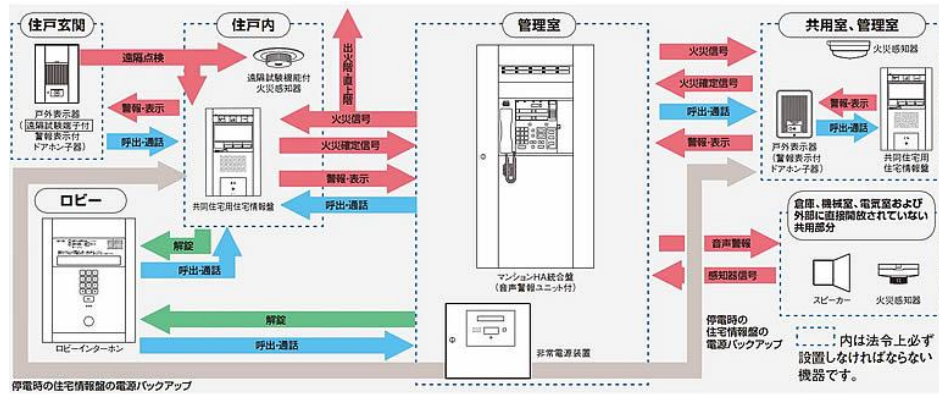 住戸玄関
戸外表示器
(遠隔試験端子付
警報表示付
ドアホン子器)
遠隔点検
警報・表示
呼出・通話
住戸内
遠隔試験機能付
火災感知器
共同住宅用住宅情報盤
出火階・直上階
火災信号
火災確定信号
警報・表示
呼出・通話
ロビー
ロビーインターホン
解錠
呼出・通話
解錠
呼出・通話
停電時の住宅情報盤の電源バックアップ
管理室
マンションHA統合盤
(音声警報ユニット付)
非常電源装置
火災信号
火災確定信号
呼出・通話
警報・表示
音声警報
感知器信号
停電時の
住宅情報盤の
電源バックアップ
共用室、管理室
火災感知器
警報・表示
呼出・通話
戸外表示器
(警報表示付
ドアホン子器)
共同住宅用
住宅情報盤
倉庫、機械室、電気室および
外部に直接開放されていない
共用部分
スピーカー
火災感知器
内は法令上必ず
設置しなければならない
機器です。